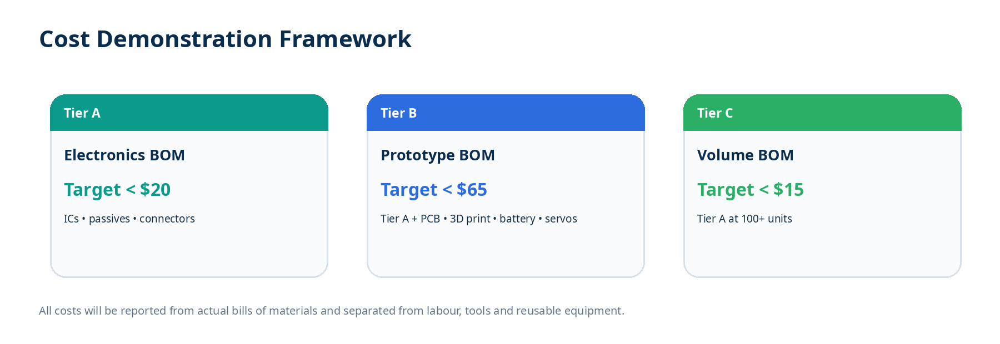 Cost Demonstration Framework
Tier A
Electronics BOM
Target < $20
ICs • passives • connectors
Tier B
Prototype BOM
Target < $65
Tier A + PCB • 3D print • battery • servos
Tier C
Volume BOM
Target < $15
Tier A at 100+ units
All costs will be reported from actual bills of materials and separated from labour, tools and reusable equipment.